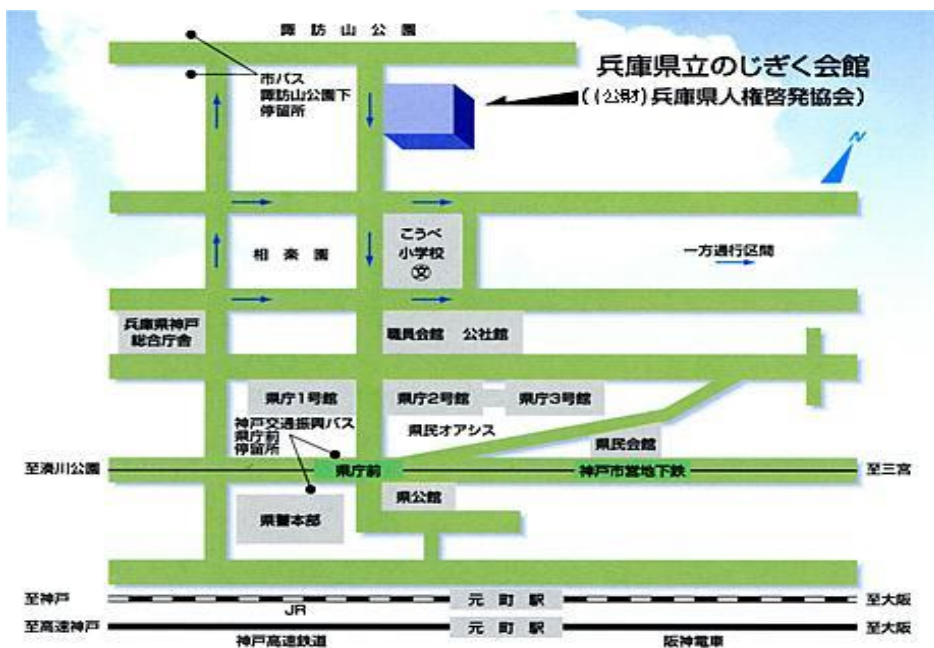 諏訪山公園
市バス
諏訪山公園下
停留所
兵庫県立のじぎく会館
((公財)兵庫県人権啓発協会)
N
相楽園
こうべ
小学校
文
一方通行区間
兵庫県神戸
総合庁舎
職員会館 公社館
県庁1号館
県庁2号館
県庁3号館
神戸交通振興バス
県庁前
停留所
県民オアシス
県民会館
至湊川公園
県庁前
神戸市営地下鉄
至三宮
県警本部
県公館
至神戸
JR
元町駅
至大阪
至高速神戸
神戸高速鉄道
元町駅
阪神電車
至大阪